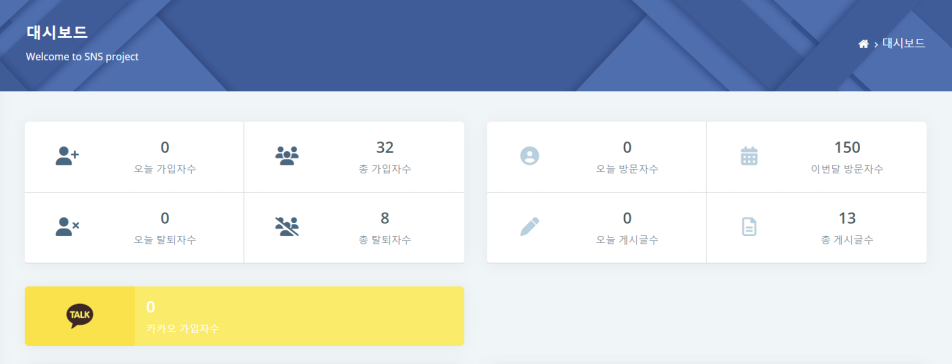 대시보드
Welcome to SNS project
대시보드
0
오늘 가입자수
32
총 가입자수
0
오늘 탈퇴자수
8
총 탈퇴자수
0
오늘 방문자수
150
이번달 방문자수
0
오늘 게시글수
13
총 게시글수
TALK
0
카카오 가입자수